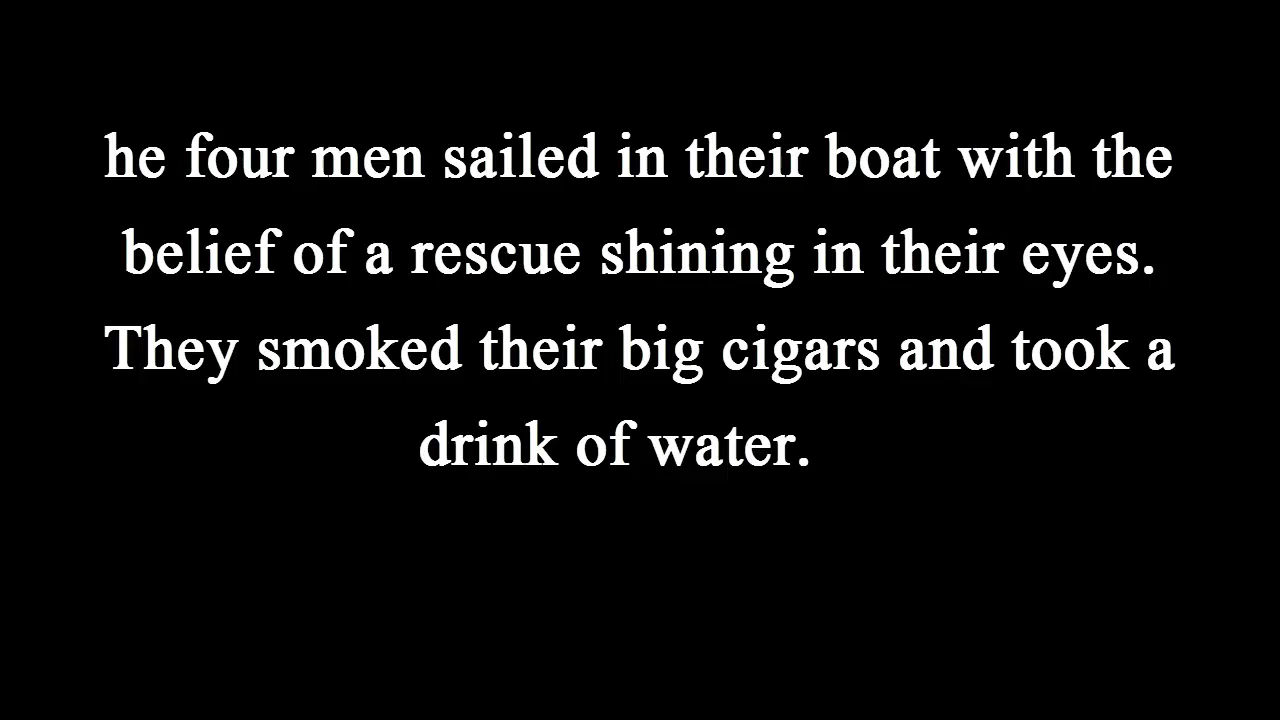 he four men sailed in their boat with the
belief of a rescue shining in their eyes.
They smoked their big cigars and took a
drink of water.